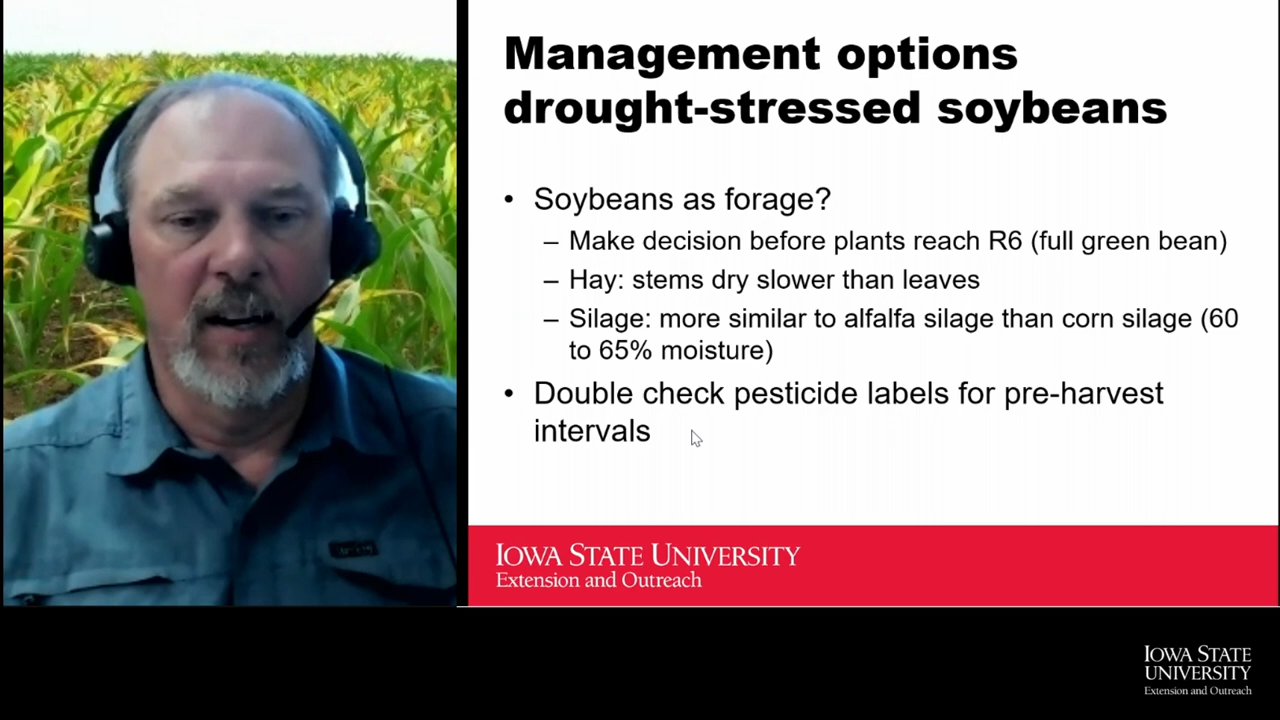 Management options
drought-stressed soybeans
• Soybeans as forage?
– Make decision before plants reach R6 (full green bean)
– Hay: stems dry slower than leaves
– Silage: more similar to alfalfa silage than corn silage (60
to 65% moisture)
• Double check pesticide labels for pre-harvest
intervals
IOWA STATE UNIVERSITY
Extension and Outreach
IOWA STATE
UNIVERSITY
Extension and Outreach